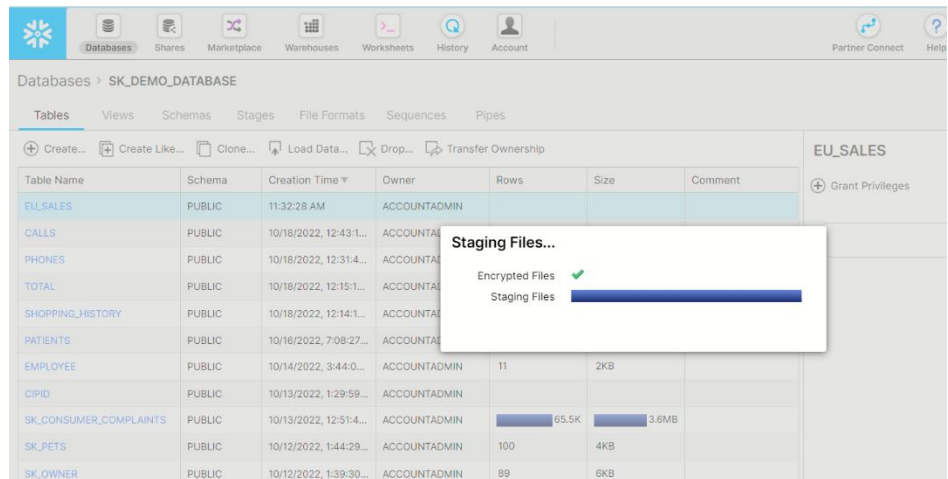 Databases Shares Marketplace Warehouses Worksheets History Account Partner Connect Help
Databases > SK_DEMO_DATABASE
Tables Views Schemas Stages File Formats Sequences Pipes
Create... Create Like... Clone... Load Data... Drop... Transfer Ownership
EU_SALES
Table Name Schema Creation Time Owner Rows Size Comment
Grant Privileges
EU_SALES PUBLIC 11:32:28 AM ACCOUNTADMIN
CALLS PUBLIC 10/18/2022, 12:43:1... ACCOUNTAD
PHONES PUBLIC 10/18/2022, 12:31:4... ACCOUNTAD
TOTAL PUBLIC 10/18/2022, 12:15:1... ACCOUNTAD
SHOPPING_HISTORY PUBLIC 10/18/2022, 12:14:1... ACCOUNTAD
PATIENTS PUBLIC 10/16/2022, 7:08:27... ACCOUNTAD
EMPLOYEE PUBLIC 10/14/2022, 3:44:0... ACCOUNTADMIN 11 2KB
CIPID PUBLIC 10/13/2022, 1:29:59... ACCOUNTADMIN
SK_CONSUMER_COMPLAINTS PUBLIC 10/13/2022, 12:51:4... ACCOUNTADMIN 65.5K 3.6MB
SK_PETS PUBLIC 10/12/2022, 1:44:29... ACCOUNTADMIN 100 4KB
SK_OWNER PUBLIC 10/12/2022, 1:39:30... ACCOUNTADMIN 89 6KB
Staging Files...
Encrypted Files
Staging Files